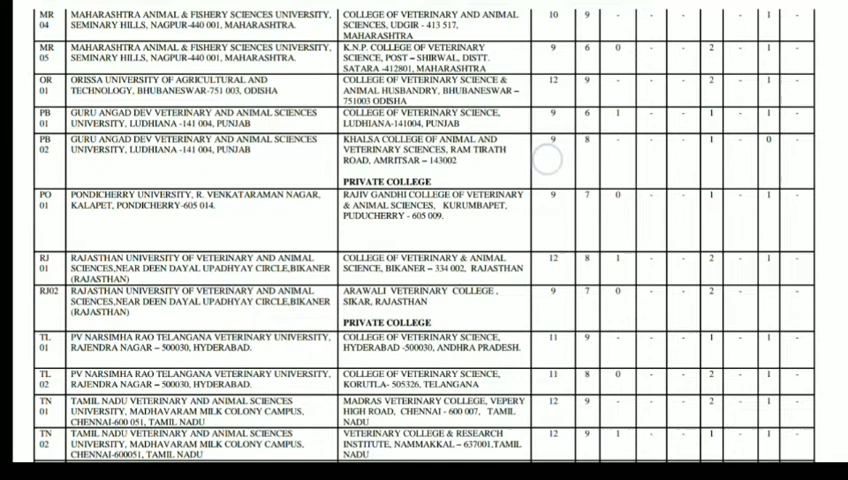 MR 04 MAHARASHTRA ANIMAL & FISHERY SCIENCES UNIVERSITY, SEMINARY HILLS, NAGPUR-440 001, MAHARASHTRA. COLLEGE OF VETERINARY AND ANIMAL SCIENCES, UDGIR - 413 517, MAHARASHTRA 10 9 - - - - 1 -
MR 05 MAHARASHTRA ANIMAL & FISHERY SCIENCES UNIVERSITY, SEMINARY HILLS, NAGPUR-440 001, MAHARASHTRA. K.N.P. COLLEGE OF VETERINARY SCIENCE, POST – SHIRWAL, DISTT. SATARA -412801, MAHARASHTRA 9 6 0 - - 2 - 1 -
OR 01 ORISSA UNIVERSITY OF AGRICULTURAL AND TECHNOLOGY, BHUBANESWAR-751 003, ODISHA COLLEGE OF VETERINARY SCIENCE & ANIMAL HUSBANDRY, BHUBANESWAR – 751003 ODISHA 12 9 - - - 2 - 1 -
PB 01 GURU ANGAD DEV VETERINARY AND ANIMAL SCIENCES UNIVERSITY, LUDHIANA -141 004, PUNJAB COLLEGE OF VETERINARY SCIENCE, LUDHIANA-141004, PUNJAB 9 6 1 - - 1 - 1 -
PB 02 GURU ANGAD DEV VETERINARY AND ANIMAL SCIENCES UNIVERSITY, LUDHIANA -141 004, PUNJAB KHALSA COLLEGE OF ANIMAL AND VETERINARY SCIENCES, RAM TIRATH ROAD, AMRITSAR – 143002 PRIVATE COLLEGE 9 8 - - - 1 - 0 -
PO 01 PONDICHERRY UNIVERSITY, R. VENKATARAMAN NAGAR, KALAPET, PONDICHERRY-605 014. RAJIV GANDHI COLLEGE OF VETERINARY & ANIMAL SCIENCES, KURUMBAPET, PUDUCHERRY - 605 009. 9 7 0 - - 1 - 1 -
RJ 01 RAJASTHAN UNIVERSITY OF VETERINARY AND ANIMAL SCIENCES,NEAR DEEN DAYAL UPADHYAY CIRCLE,BIKANER (RAJASTHAN) COLLEGE OF VETERINARY & ANIMAL SCIENCE, BIKANER – 334 002, RAJASTHAN 12 8 1 - - 2 - 1 -
RJ02 RAJASTHAN UNIVERSITY OF VETERINARY AND ANIMAL SCIENCES,NEAR DEEN DAYAL UPADHYAY CIRCLE,BIKANER (RAJASTHAN) ARAWALI VETERINARY COLLEGE , SIKAR, RAJASTHAN PRIVATE COLLEGE 9 7 0 - - 2 - - -
TL 01 PV NARSIMHA RAO TELANGANA VETERINARY UNIVERSITY, RAJENDRA NAGAR – 500030, HYDERABAD. COLLEGE OF VETERINARY SCIENCE, HYDERABAD -500030, ANDHRA PRADESH. 11 9 - - - 1 - 1 -
TL 02 PV NARSIMHA RAO TELANGANA VETERINARY UNIVERSITY, RAJENDRA NAGAR – 500030, HYDERABAD. COLLEGE OF VETERINARY SCIENCE, KORUTLA- 505326, TELANGANA 11 8 0 - - 2 - 1 -
TN 01 TAMIL NADU VETERINARY AND ANIMAL SCIENCES UNIVERSITY, MADHAVARAM MILK COLONY CAMPUS, CHENNAI-600 051, TAMIL NADU MADRAS VETERINARY COLLEGE, VEPERY HIGH ROAD, CHENNAI - 600 007, TAMIL NADU 12 9 - - - 2 - 1 -
TN 02 TAMIL NADU VETERINARY AND ANIMAL SCIENCES UNIVERSITY, MADHAVARAM MILK COLONY CAMPUS, CHENNAI-600051, TAMIL NADU VETERINARY COLLEGE & RESEARCH INSTITUTE, NAMMAKKAL – 637001,TAMIL NADU 12 9 1 - - 1 - 1 -